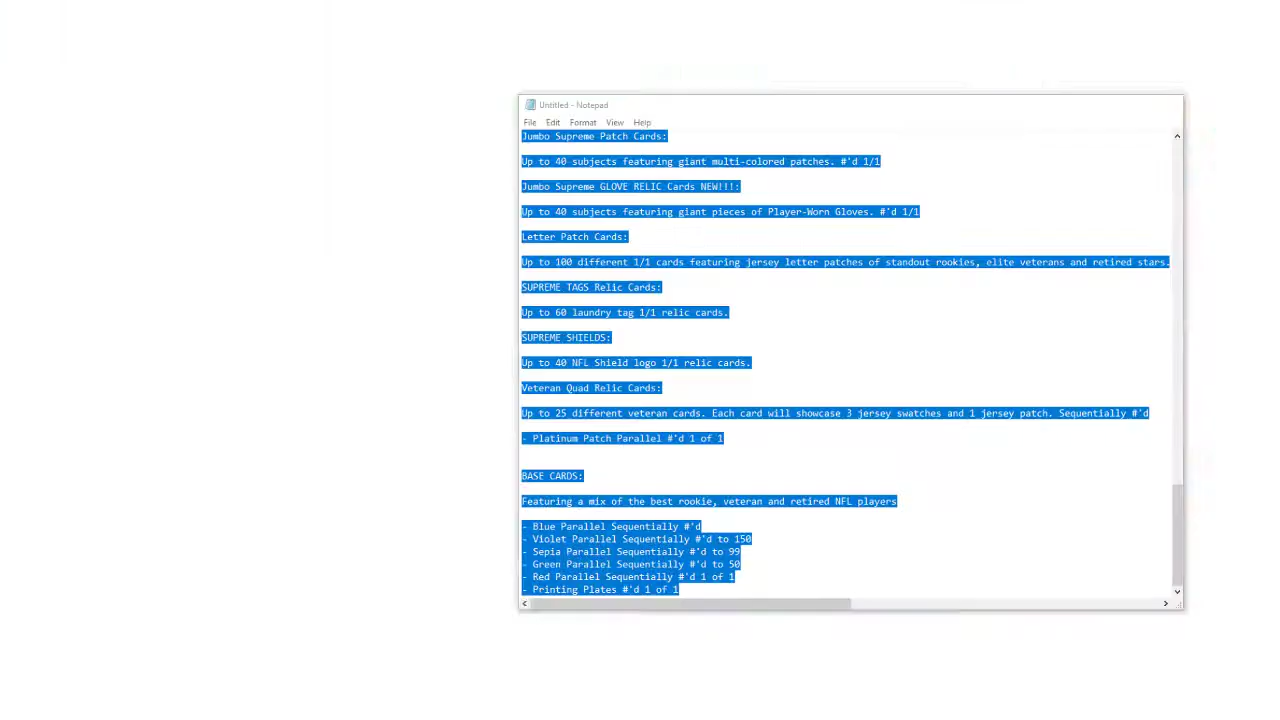 Untitled - Notepad
File Edit Format View Help
Jumbo Supreme Patch Cards:
Up to 40 subjects featuring giant multi-colored patches. #'d 1/1
Jumbo Supreme GLOVE RELIC Cards NEW!!!:
Up to 40 subjects featuring giant pieces of Player-Worn Gloves. #'d 1/1
Letter Patch Cards:
Up to 100 different 1/1 cards featuring jersey letter patches of standout rookies, elite veterans and retired stars.
SUPREME TAGS Relic Cards:
Up to 60 laundry tag 1/1 relic cards.
SUPREME SHIELDS:
Up to 40 NFL Shield logo 1/1 relic cards.
Veteran Quad Relic Cards:
Up to 25 different veteran cards. Each card will showcase 3 jersey swatches and 1 jersey patch. Sequentially #'d
- Platinum Patch Parallel #'d 1 of 1
BASE CARDS:
Featuring a mix of the best rookie, veteran and retired NFL players
- Blue Parallel Sequentially #'d
- Violet Parallel Sequentially #'d to 150
- Sepia Parallel Sequentially #'d to 99
- Green Parallel Sequentially #'d to 50
- Red Parallel Sequentially #'d 1 of 1
- Printing Plates #'d 1 of 1